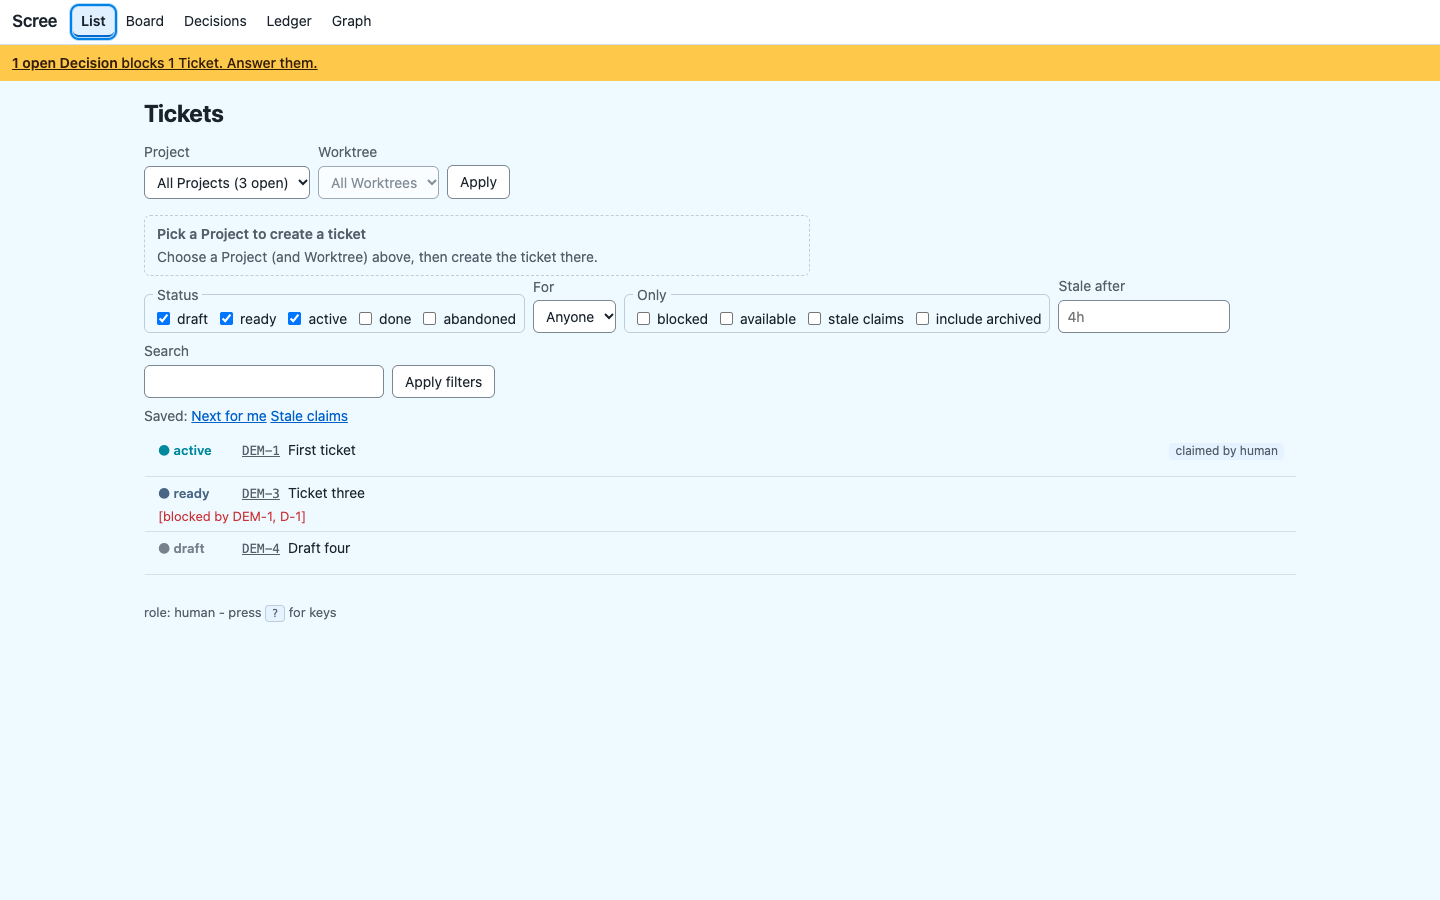 Scree List Board Decisions Ledger Graph
1 open Decision blocks 1 Ticket. Answer them.
Tickets
Project Worktree
All Projects (3 open) All Worktrees Apply
Pick a Project to create a ticket
Choose a Project (and Worktree) above, then create the ticket there.
Status For Only Stale after
draft ready active done abandoned Anyone blocked available stale claims include archived 4h
Search
Apply filters
Saved: Next for me Stale claims
active DEM-1 First ticket claimed by human
ready DEM-3 Ticket three
[blocked by DEM-1, D-1]
draft DEM-4 Draft four
role: human - press ? for keys